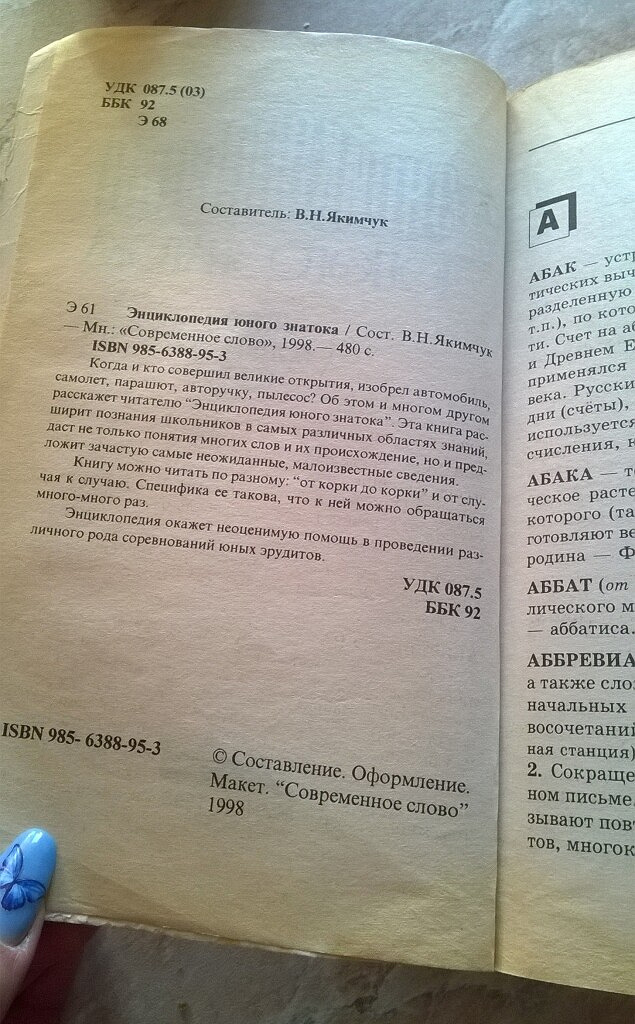 УДК 087.5 (03)
ББК 92
Э 68
Составитель: В.Н.Якимчук
Э 61 Энциклопедия юного знатока / Сост. В.Н.Якимчук
— Мн.: «Современное слово», 1998.— 480 с.
ISBN 985-6388-95-3
Когда и кто совершил великие открытия, изобрел автомобиль,
самолет, парашют, авторучку, пылесос? Об этом и многом другом
расскажет читателю "Энциклопедия юного знатока". Эта книга рас-
ширит познания школьников в самых различных областях знаний,
даст не только понятия многих слов и их происхождение, но и пред-
ложит зачастую самые неожиданные, малоизвестные сведения.
Книгу можно читать по разному: "от корки до корки" и от слу-
чая к случаю. Специфика ее такова, что к ней можно обращаться
много-много раз.
Энциклопедия окажет неоценимую помощь в проведении раз-
личного рода соревнований юных эрудитов.
УДК 087.5
ББК 92
ISBN 985- 6388-95-3
© Составление. Оформление.
Макет. "Современное слово"
1998
А
АБАК — устр
тических выч
разделенную
т.п.), по кото
ти. Счет на аб
и Древнем Е
применялся
века. Русски
дни (счёты),
используется
счисления, н
АБАКА — т
ческое расте
которого (та
готовляют ве
родина — Ф
АББАТ (от
лического м
— аббатиса.
АББРЕВИА
а также сло
начальных
восочетаний
ная станция)
2. Сокраще
ном письме.
зывают повт
тов, многок